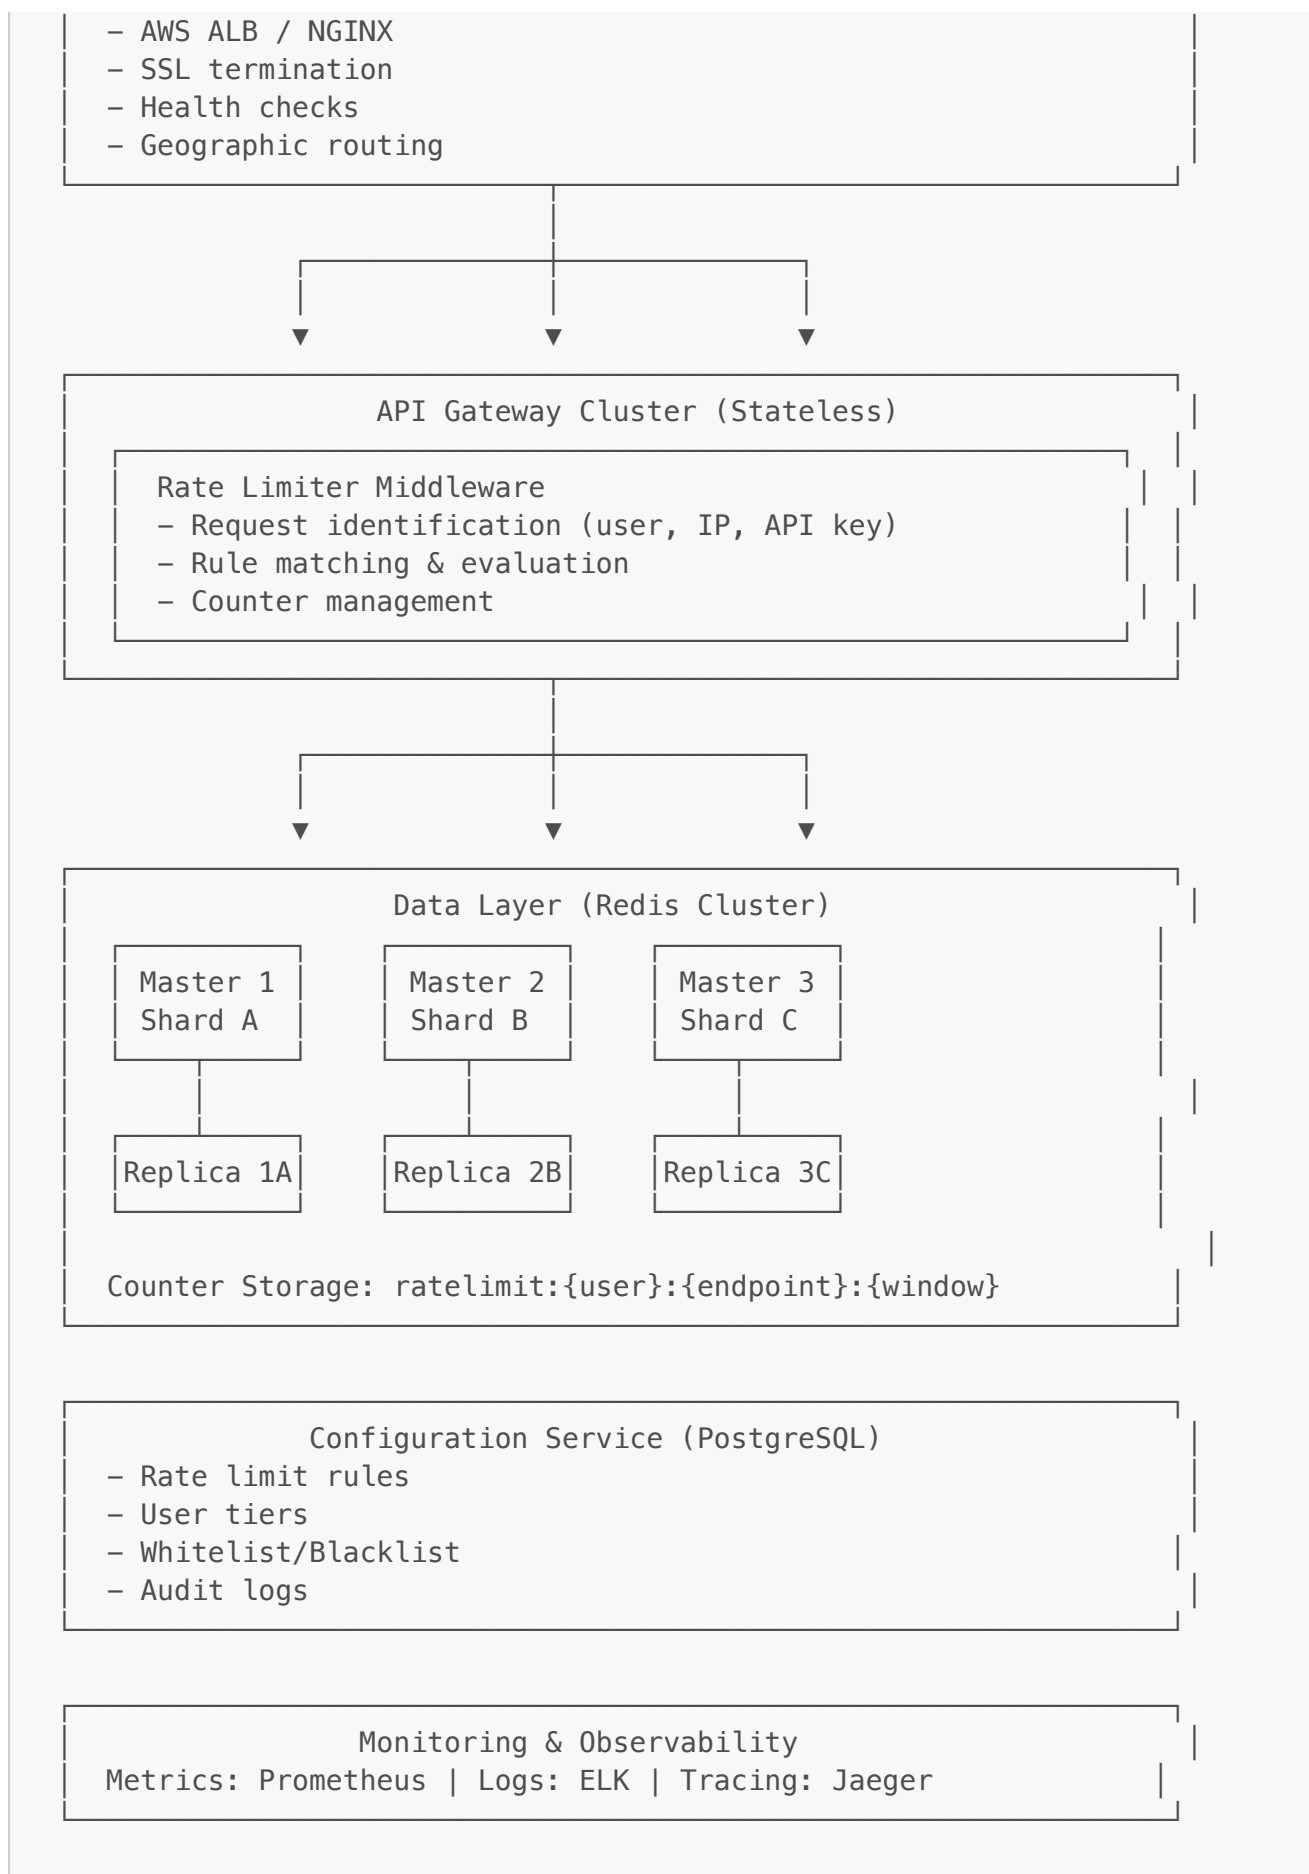 – AWS ALB / NGINX
– SSL termination
– Health checks
– Geographic routing
API Gateway Cluster (Stateless)
Rate Limiter Middleware
– Request identification (user, IP, API key)
– Rule matching & evaluation
– Counter management
Data Layer (Redis Cluster)
Master 1 Master 2 Master 3
Shard A Shard B Shard C
Replica 1A Replica 2B Replica 3C
Counter Storage: ratelimit:{user}:{endpoint}:{window}
Configuration Service (PostgreSQL)
– Rate limit rules
– User tiers
– Whitelist/Blacklist
– Audit logs
Monitoring & Observability
Metrics: Prometheus | Logs: ELK | Tracing: Jaeger